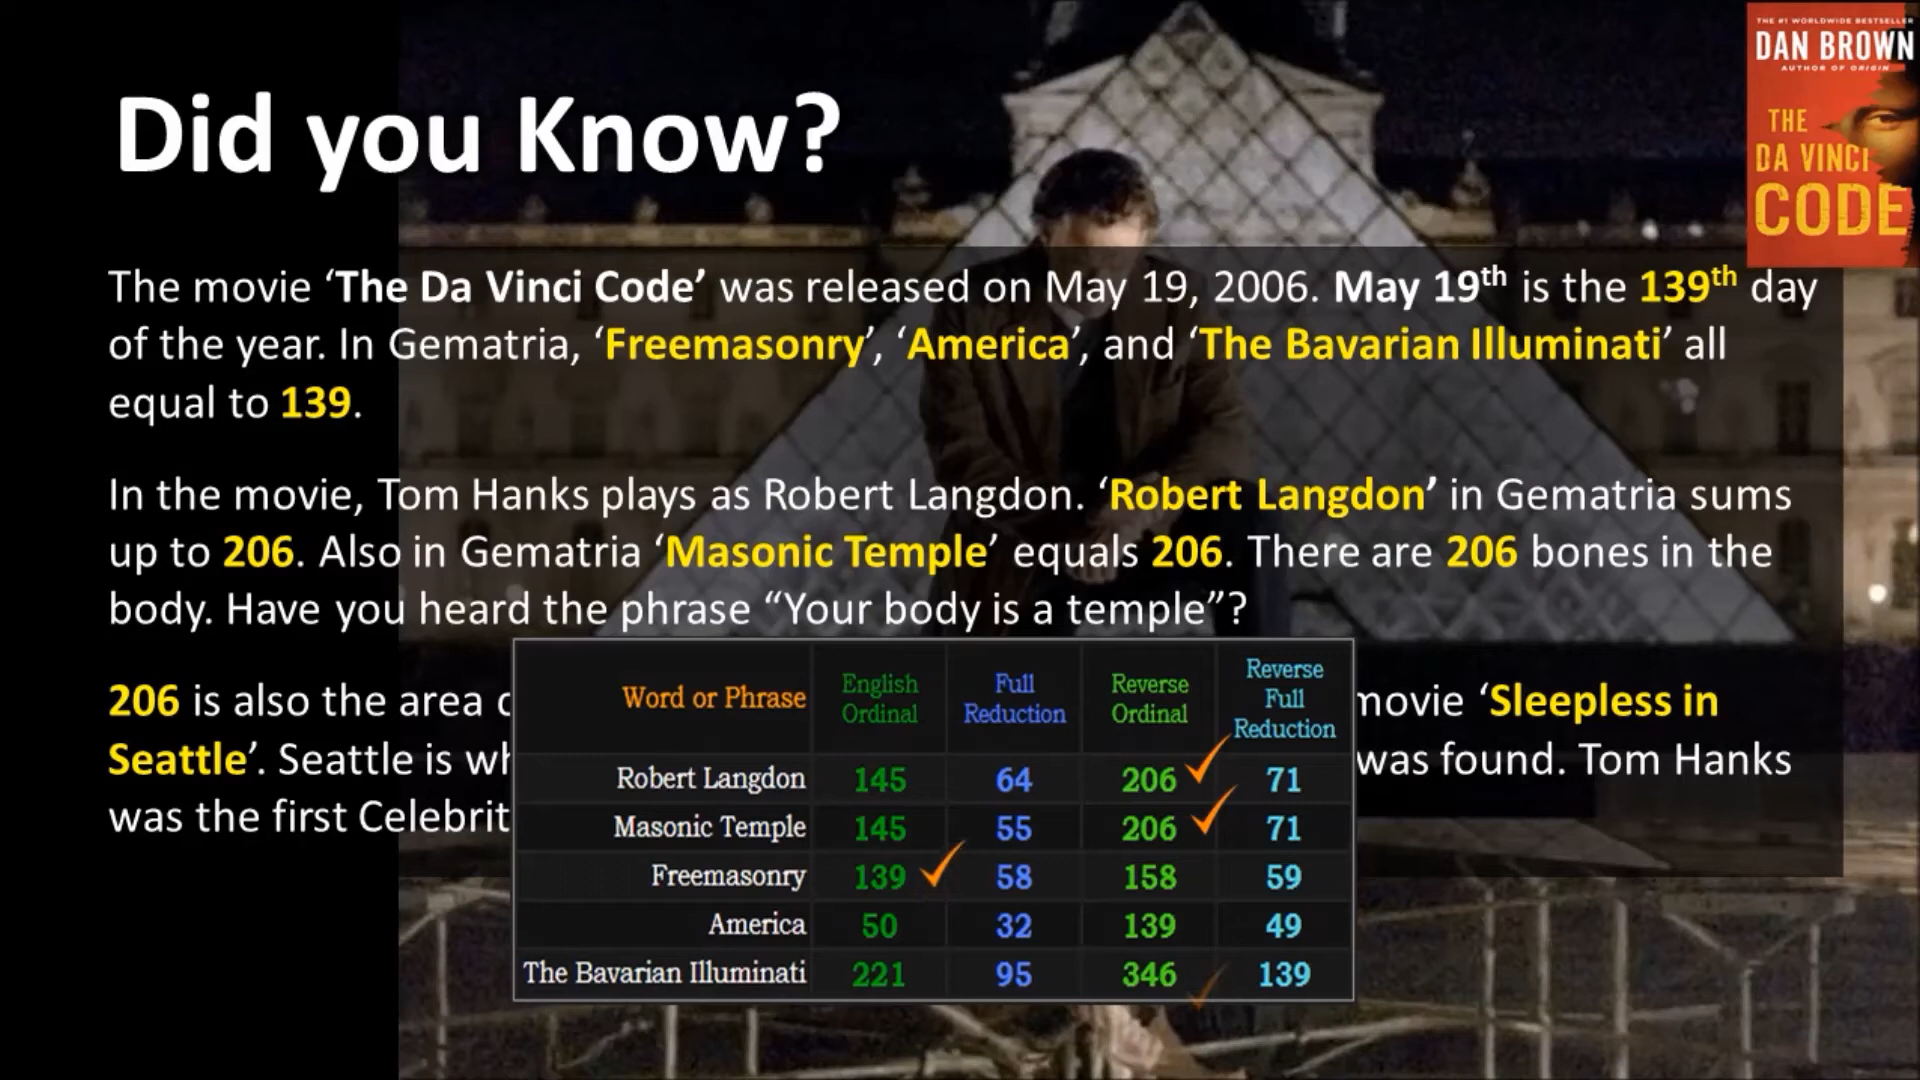 THE #1 WORLDWIDE BESTSELLER
DAN BROWN
AUTHOR OF ORIGIN
THE
DA VINCI
CODE
Did you Know?
The movie ‘The Da Vinci Code’ was released on May 19, 2006. May 19th is the 139th day
of the year. In Gematria, ‘Freemasonry’, ‘America’, and ‘The Bavarian Illuminati’ all
equal to 139.
In the movie, Tom Hanks plays as Robert Langdon. ‘Robert Langdon’ in Gematria sums
up to 206. Also in Gematria ‘Masonic Temple’ equals 206. There are 206 bones in the
body. Have you heard the phrase “Your body is a temple”?
206 is also the area movie ‘Sleepless in
Seattle’. Seattle is was found. Tom Hanks
was the first
Word or Phrase English Ordinal Full Reduction Reverse Ordinal Reverse Full Reduction
Robert Langdon 145 64 206 71
Masonic Temple 145 55 206 71
Freemasonry 139 58 158 59
America 50 32 139 49
The Bavarian Illuminati 221 95 346 139